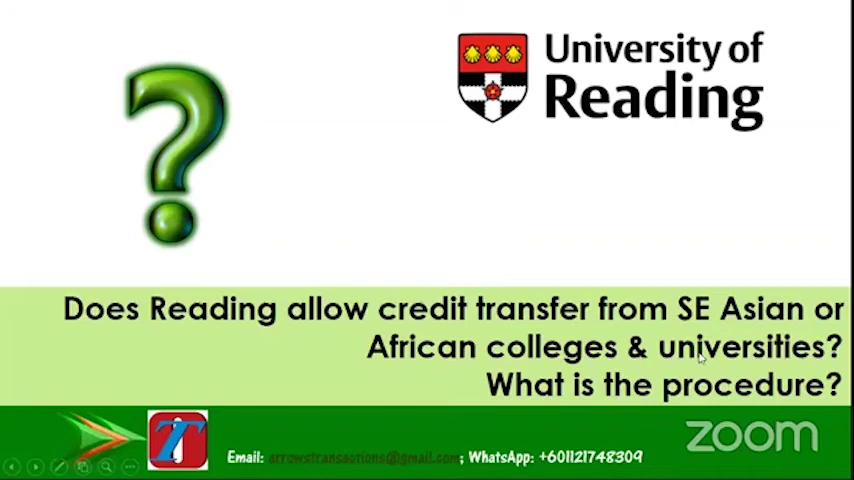 University of
Reading
Does Reading allow credit transfer from SE Asian or
African colleges & universities?
What is the procedure?
zoom
Email: arrowstransactions@gmail.com; WhatsApp: +601121748309